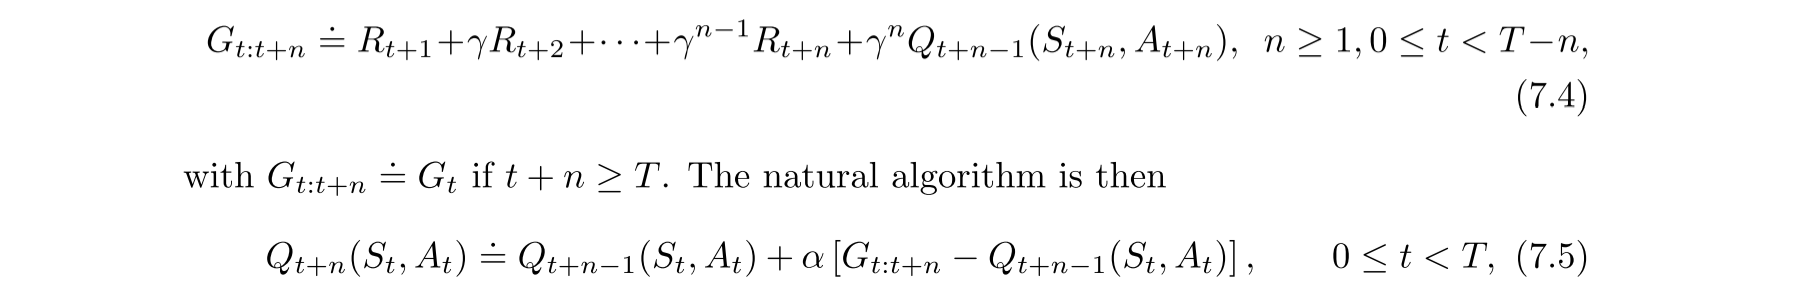 G_{t:t+n} ≐ R_{t+1}+γR_{t+2}+···+γ^{n−1}R_{t+n}+γ^n Q_{t+n−1}(S_{t+n}, A_{t+n}), n ≥ 1, 0 ≤ t < T−n,
(7.4)
with G_{t:t+n} ≐ G_t if t + n ≥ T. The natural algorithm is then
Q_{t+n}(S_t, A_t) ≐ Q_{t+n−1}(S_t, A_t) + α [G_{t:t+n} − Q_{t+n−1}(S_t, A_t)] , 0 ≤ t < T, (7.5)